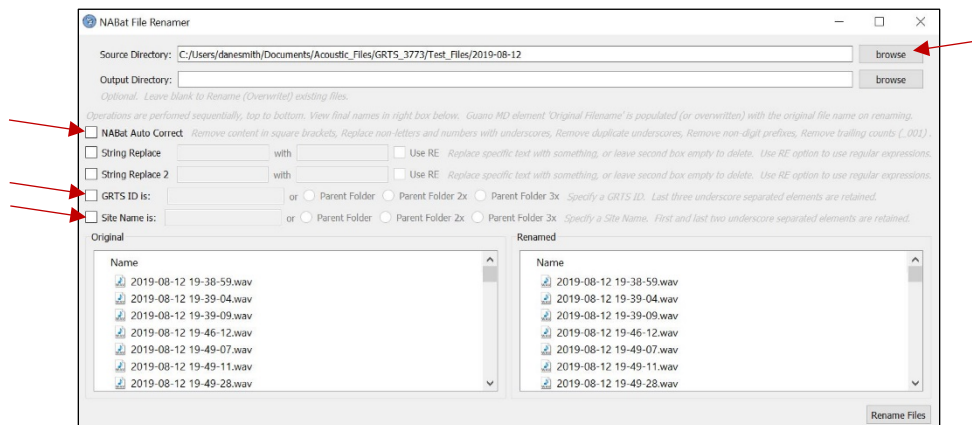 NABat File Renamer
Source Directory: C:/Users/danesmith/Documents/Acoustic_Files/GRTS_3773/Test_Files/2019-08-12 browse
Output Directory: browse
Optional. Leave blank to Rename (Overwrite!) existing files.
Operations are perfomed sequentially, top to bottom. View final names in right box below. Guano MD element 'Original Filename' is populated (or overwritten) with the original file name on renaming.
NABat Auto Correct Remove content in square brackets, Replace non-letters and numbers with underscores, Remove duplicate underscores, Remove non-digit prefixes, Remove trailing counts (_001) .
String Replace with Use RE Replace specific text with something, or leave second box empty to delete. Use RE option to use regular expressions.
String Replace 2 with Use RE Replace specific text with something, or leave second box empty to delete. Use RE option to use regular expressions.
GRTS ID is: or Parent Folder Parent Folder 2x Parent Folder 3x Specify a GRTS ID. Last three underscore separated elements are retained.
Site Name is: or Parent Folder Parent Folder 2x Parent Folder 3x Specify a Site Name. First and last two underscore separated elements are retained.
Original
Name
2019-08-12 19-38-59.wav
2019-08-12 19-39-04.wav
2019-08-12 19-39-09.wav
2019-08-12 19-46-12.wav
2019-08-12 19-49-07.wav
2019-08-12 19-49-11.wav
2019-08-12 19-49-28.wav
Renamed
Name
2019-08-12 19-38-59.wav
2019-08-12 19-39-04.wav
2019-08-12 19-39-09.wav
2019-08-12 19-46-12.wav
2019-08-12 19-49-07.wav
2019-08-12 19-49-11.wav
2019-08-12 19-49-28.wav
Rename Files